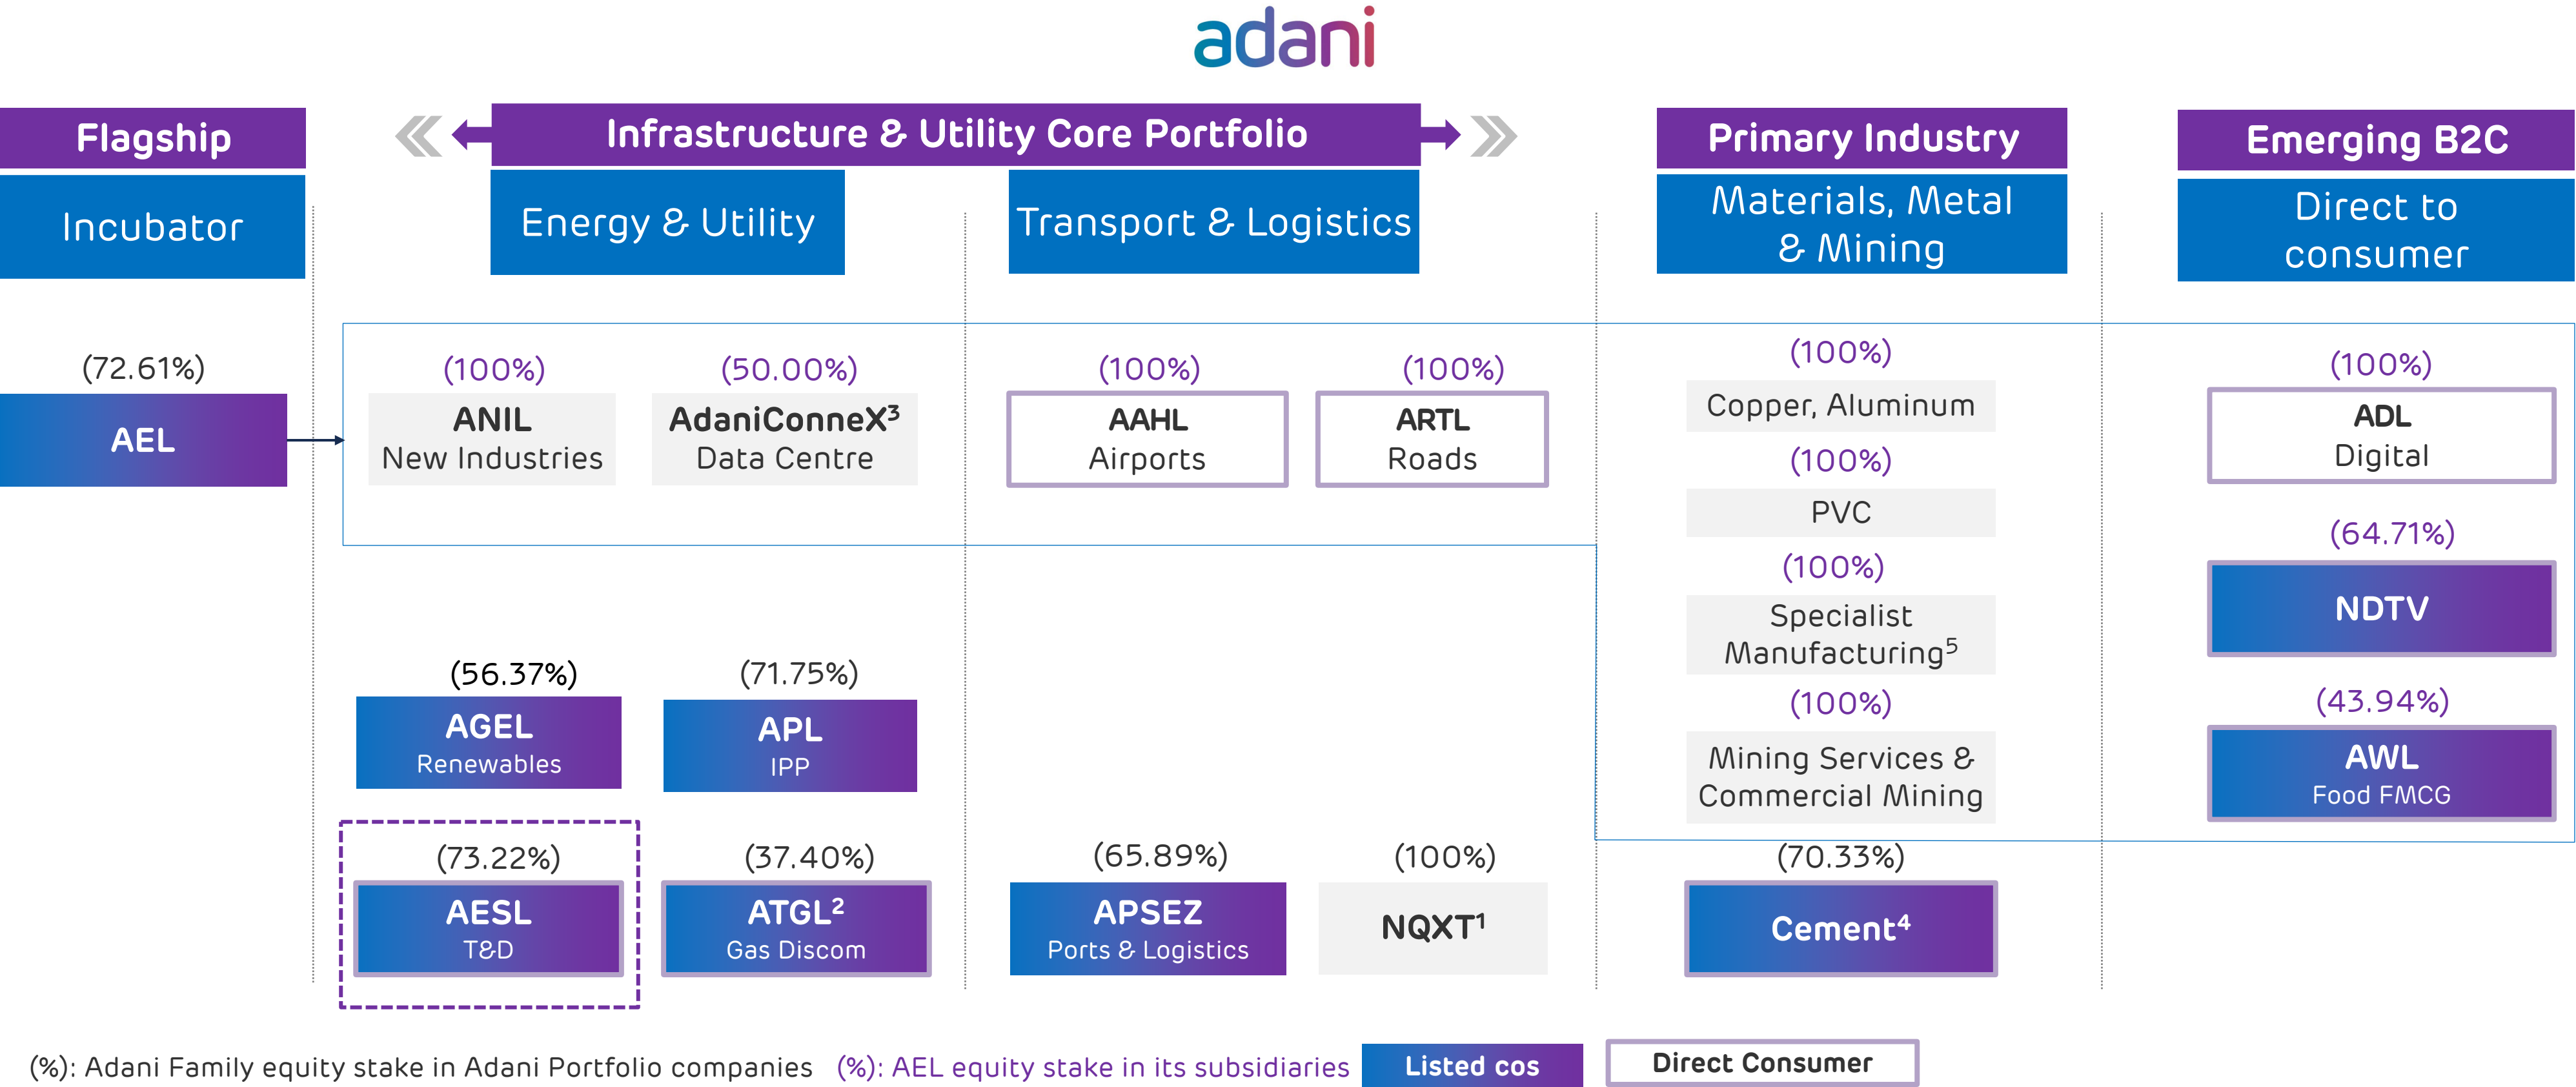 adani
Flagship
Incubator
Infrastructure & Utility Core Portfolio
Energy & Utility
Transport & Logistics
Primary Industry
Materials, Metal
& Mining
Emerging B2C
Direct to
consumer
(72.61%)
AEL
(100%)
ANIL
New Industries
(50.00%)
AdaniConneX³
Data Centre
(100%)
AAHL
Airports
(100%)
ARTL
Roads
(100%)
Copper, Aluminum
(100%)
PVC
(100%)
Specialist
Manufacturing⁵
(100%)
Mining Services &
Commercial Mining
(100%)
ADL
Digital
(64.71%)
NDTV
(43.94%)
AWL
Food FMCG
(56.37%)
AGEL
Renewables
(71.75%)
APL
IPP
(73.22%)
AESL
T&D
(37.40%)
ATGL²
Gas Discom
(65.89%)
APSEZ
Ports & Logistics
(100%)
NQXT¹
(70.33%)
Cement⁴
(%): Adani Family equity stake in Adani Portfolio companies
(%): AEL equity stake in its subsidiaries
Listed cos
Direct Consumer